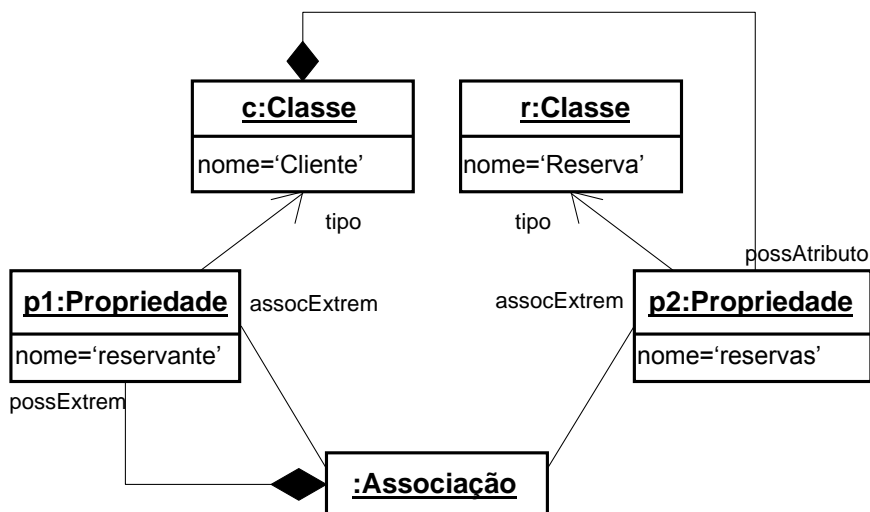 c:Classe
r:Classe
nome=‘Cliente’
nome=‘Reserva’
tipo
tipo
possAtributo
p1:Propriedade
assocExtrem
assocExtrem
p2:Propriedade
nome=‘reservante’
nome=‘reservas’
possExtrem
:Associação